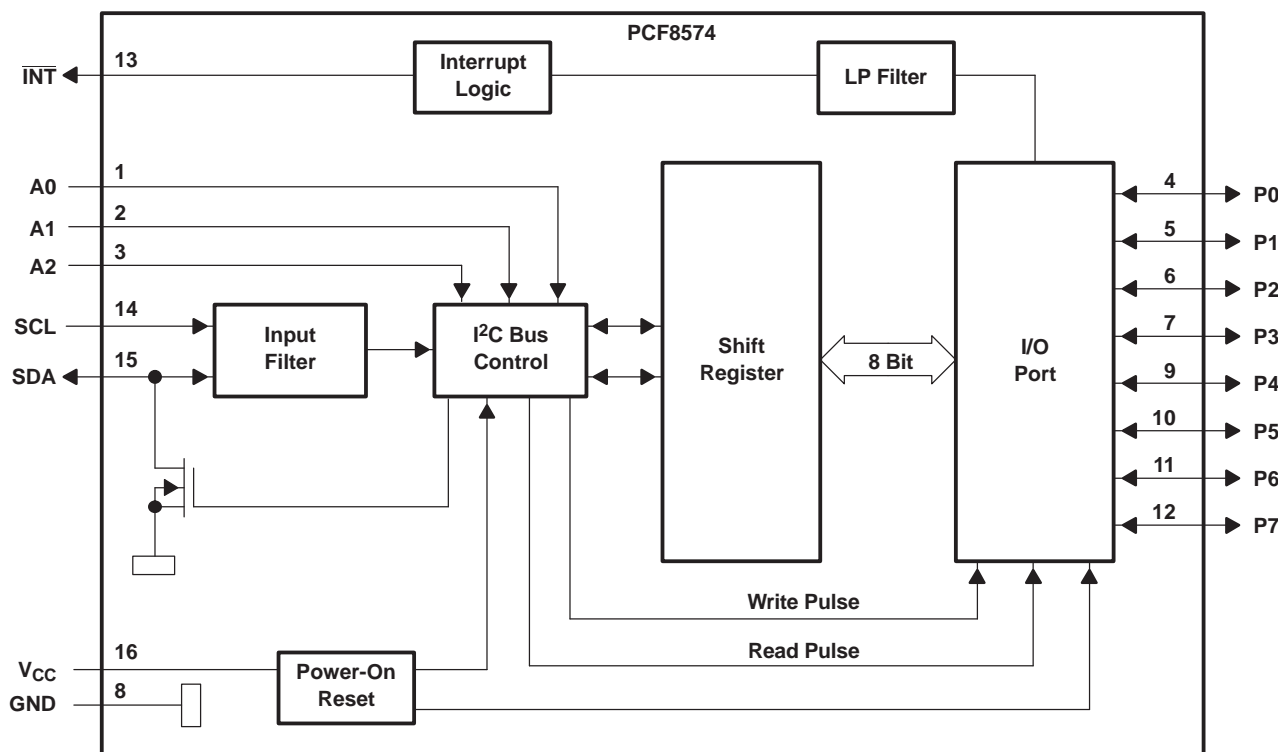 PCF8574
INT
13
Interrupt
Logic
LP Filter
A0
1
A1
2
A2
3
SCL
14
SDA
15
Input
Filter
I²C Bus
Control
Shift
Register
8 Bit
I/O
Port
4
P0
5
P1
6
P2
7
P3
9
P4
10
P5
11
P6
12
P7
Write Pulse
Read Pulse
VCC
16
GND
8
Power-On
Reset